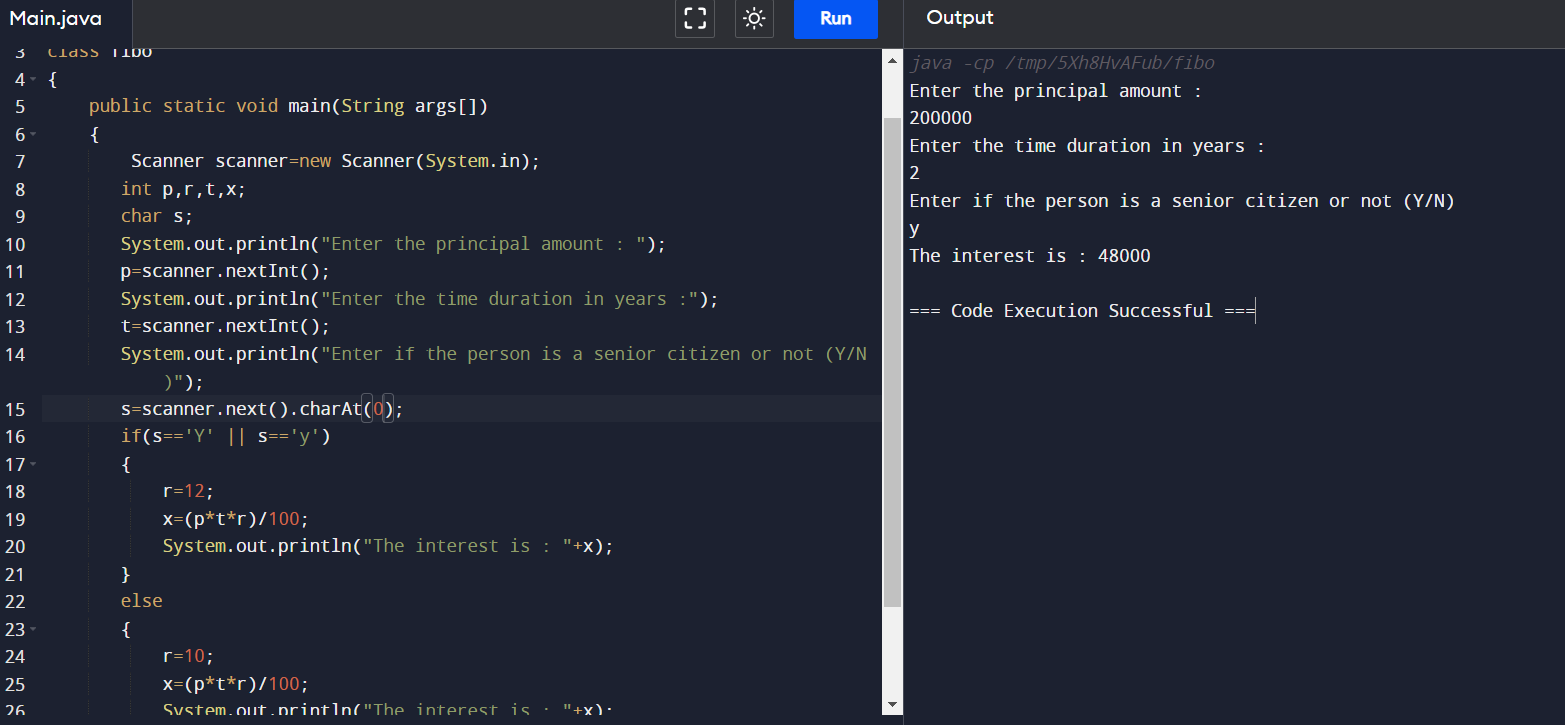 Main.java
Run
Output
3 class fibo
4 {
5 public static void main(String args[])
6 {
7 Scanner scanner=new Scanner(System.in);
8 int p,r,t,x;
9 char s;
10 System.out.println("Enter the principal amount : ");
11 p=scanner.nextInt();
12 System.out.println("Enter the time duration in years :");
13 t=scanner.nextInt();
14 System.out.println("Enter if the person is a senior citizen or not (Y/N
)");
15 s=scanner.next().charAt(0);
16 if(s=='Y' || s=='y')
17 {
18 r=12;
19 x=(p*t*r)/100;
20 System.out.println("The interest is : "+x);
21 }
22 else
23 {
24 r=10;
25 x=(p*t*r)/100;
26 System.out.println("The interest is : "+x);
java -cp /tmp/5Xh8HvAFub/fibo
Enter the principal amount :
200000
Enter the time duration in years :
2
Enter if the person is a senior citizen or not (Y/N)
y
The interest is : 48000
=== Code Execution Successful ===